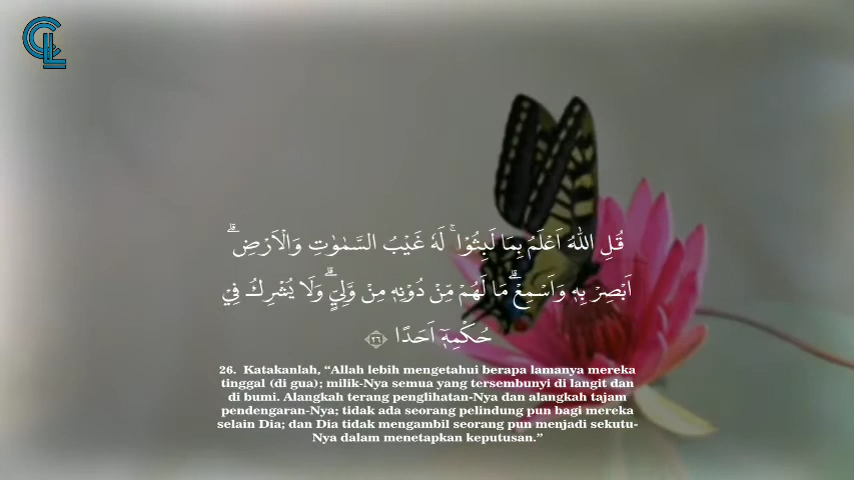 قُلِ اللّٰهُ اَعْلَمُ بِمَا لَبِثُوْا ۚ لَهٗ غَيْبُ السَّمٰوٰتِ وَالْاَرْضِۗ
اَبْصِرْ بِهٖ وَاَسْمِعْۗ مَا لَهُمْ مِّنْ دُوْنِهٖ مِنْ وَّلِيٍّۗ وَلَا يُشْرِكُ فِيْ
حُكْمِهٖٓ اَحَدًا ٢٦
26. Katakanlah, “Allah lebih mengetahui berapa lamanya mereka
tinggal (di gua); milik-Nya semua yang tersembunyi di langit dan
di bumi. Alangkah terang penglihatan-Nya dan alangkah tajam
pendengaran-Nya; tidak ada seorang pelindung pun bagi mereka
selain Dia; dan Dia tidak mengambil seorang pun menjadi sekutu-
Nya dalam menetapkan keputusan.”